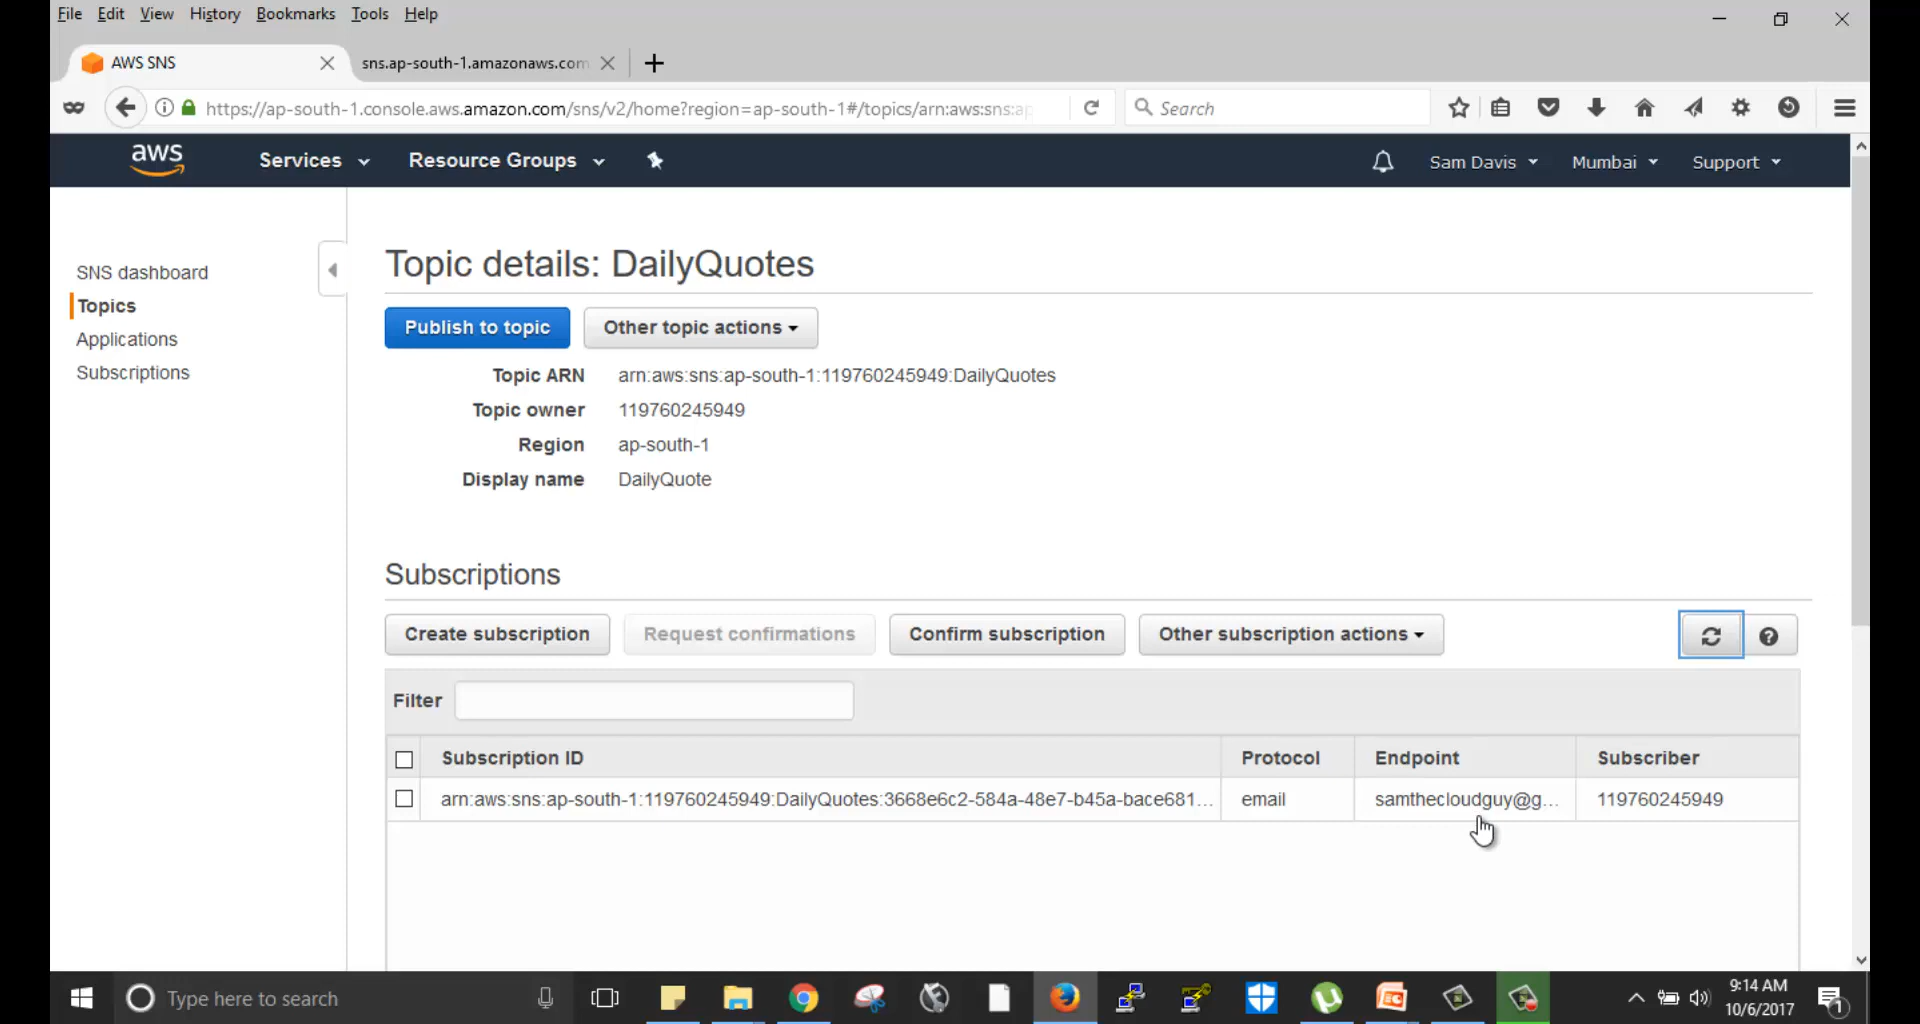 File Edit View History Bookmarks Tools Help
AWS SNS
sns.ap-south-1.amazonaws.com
https://ap-south-1.console.aws.amazon.com/sns/v2/home?region=ap-south-1#/topics/arn:aws:sns:ap
Search
aws Services Resource Groups Sam Davis Mumbai Support
SNS dashboard
Topics
Applications
Subscriptions
Topic details: DailyQuotes
Publish to topic Other topic actions
Topic ARN arn:aws:sns:ap-south-1:119760245949:DailyQuotes
Topic owner 119760245949
Region ap-south-1
Display name DailyQuote
Subscriptions
Create subscription Request confirmations Confirm subscription Other subscription actions
Filter
Subscription ID Protocol Endpoint Subscriber
arn:aws:sns:ap-south-1:119760245949:DailyQuotes:3668e6c2-584a-48e7-b45a-bace681... email samthecloudguy@g... 119760245949
Type here to search
9:14 AM
10/6/2017
1